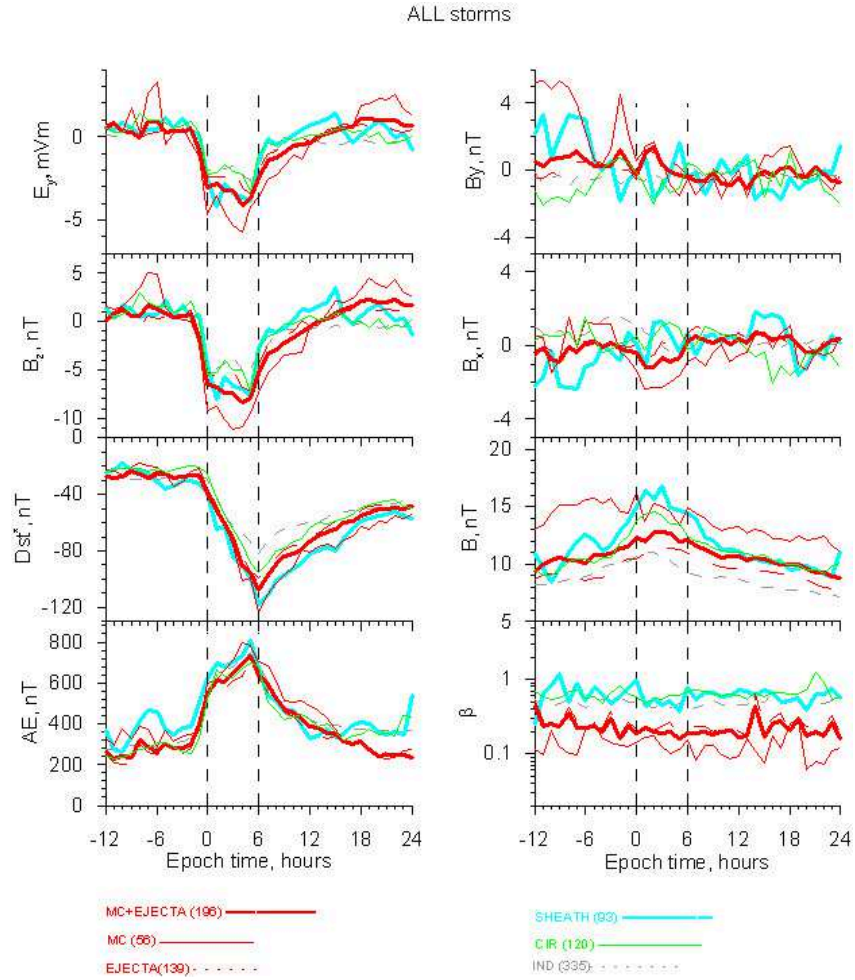 ALL storms
0
-5
E_y, mVm
4
0
-4
By, nT
5
0
-5
-10
B_z, nT
4
0
-4
B_x, nT
0
-40
-80
-120
Dst*, nT
20
15
10
5
B, nT
800
600
400
200
0
AE, nT
1
0.1
β
-12 -6 0 6 12 18 24
Epoch time, hours
-12 -6 0 6 12 18 24
Epoch time, hours
MC+EJECTA (196)
MC (56)
EJECTA(139)
SHEATH (93)
CIR (120)
IND (335)